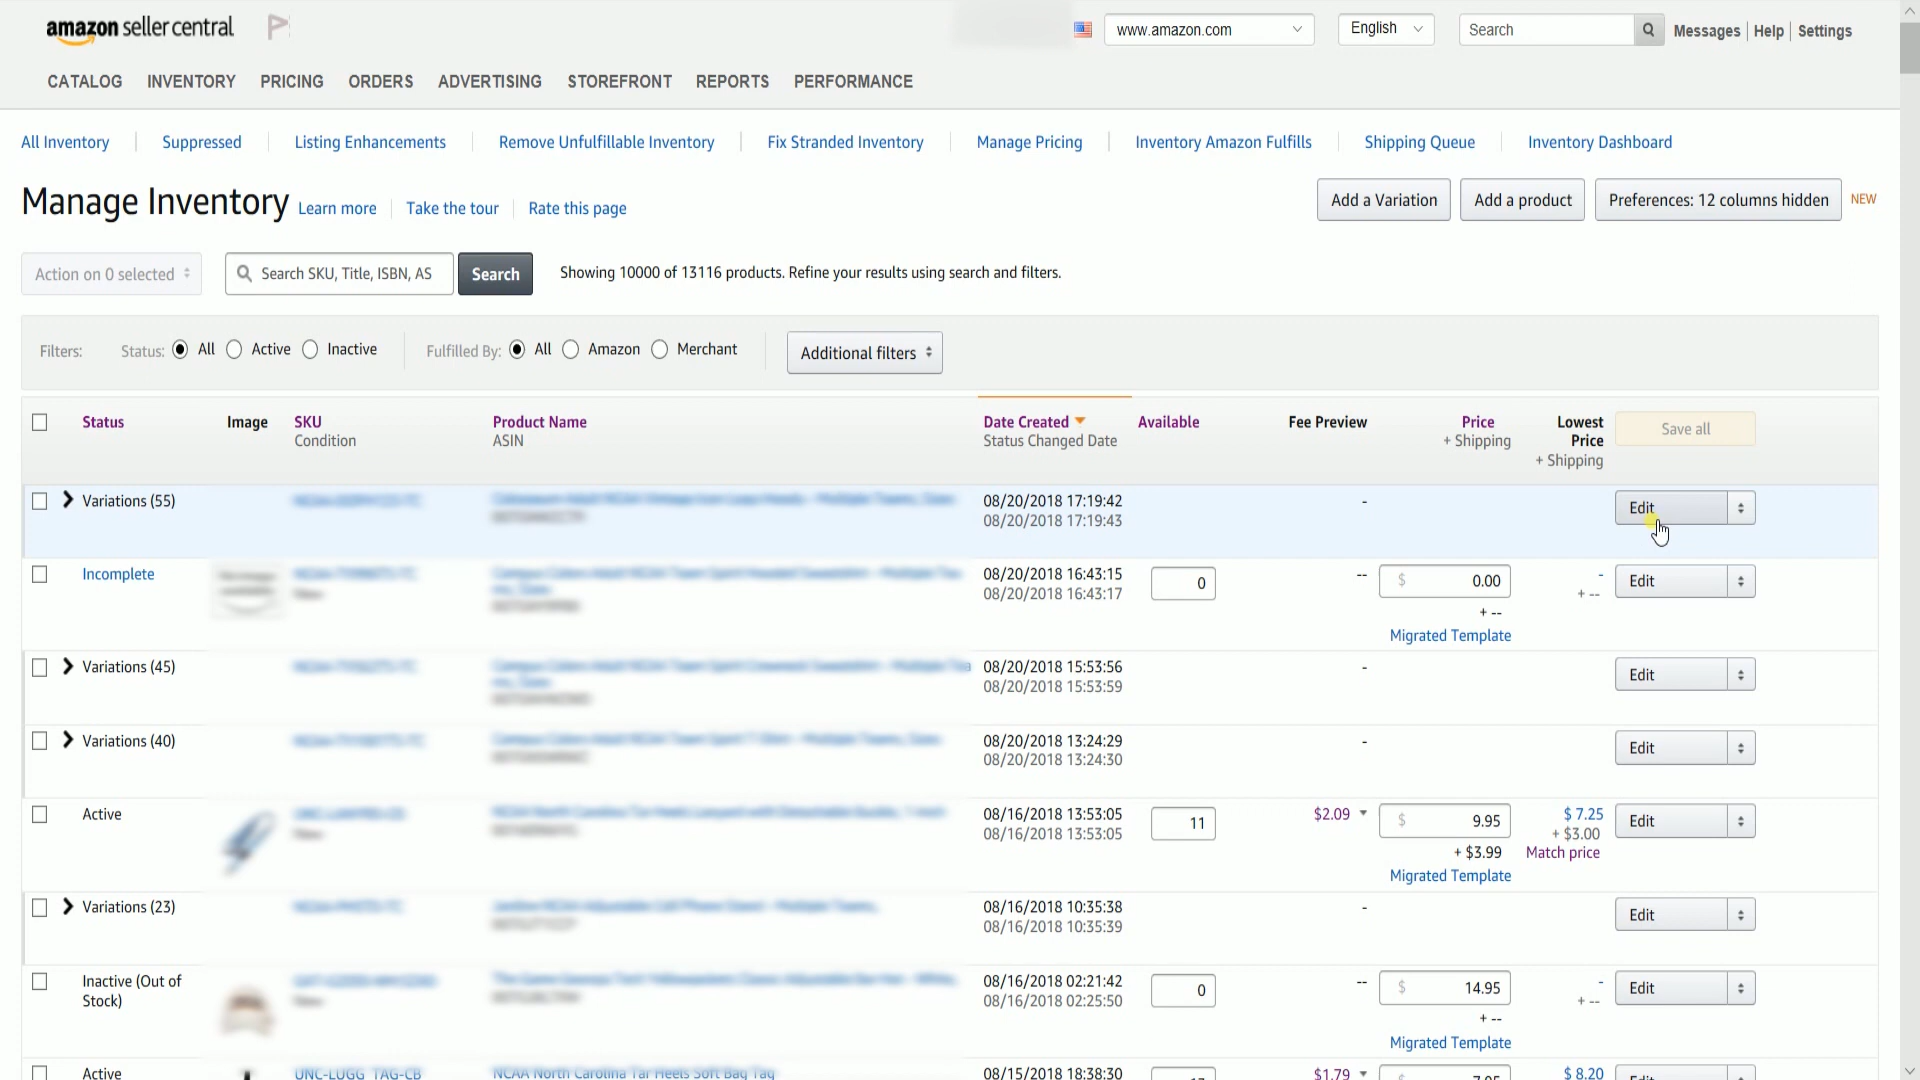 amazon seller central
www.amazon.com
English
Search
Messages | Help | Settings
CATALOG INVENTORY PRICING ORDERS ADVERTISING STOREFRONT REPORTS PERFORMANCE
All Inventory Suppressed Listing Enhancements Remove Unfulfillable Inventory Fix Stranded Inventory Manage Pricing Inventory Amazon Fulfills Shipping Queue Inventory Dashboard
Manage Inventory Learn more Take the tour Rate this page
Add a Variation Add a product Preferences: 12 columns hidden NEW
Action on 0 selected Search SKU, Title, ISBN, AS Search Showing 10000 of 13116 products. Refine your results using search and filters.
Filters: Status: All Active Inactive Fulfilled By: All Amazon Merchant Additional filters
Status Image SKU Product Name Date Created Available Fee Preview Price Lowest Price Save all
Condition ASIN Status Changed Date + Shipping + Shipping
Variations (55) 08/20/2018 17:19:42 - Edit
08/20/2018 17:19:43
Incomplete 08/20/2018 16:43:15 0 -- $ 0.00 - Edit
08/20/2018 16:43:17 + --
+ --
Migrated Template
Variations (45) 08/20/2018 15:53:56 - Edit
08/20/2018 15:53:59
Variations (40) 08/20/2018 13:24:29 - Edit
08/20/2018 13:24:30
Active 08/16/2018 13:53:05 11 $2.09 $ 9.95 $ 7.25 Edit
08/16/2018 13:53:05 + $3.00
+ $3.99 Match price
Migrated Template
Variations (23) 08/16/2018 10:35:38 - Edit
08/16/2018 10:35:39
Inactive (Out of 08/16/2018 02:21:42 0 -- $ 14.95 - Edit
Stock) 08/16/2018 02:25:50 + --
+ --
Migrated Template
Active UNC-LUGG TAG-CB NCAA North Carolina Tar Heels Soft Bag Tag 08/15/2018 18:38:30 $1.79 $ 7.95 $ 8.20 Edit